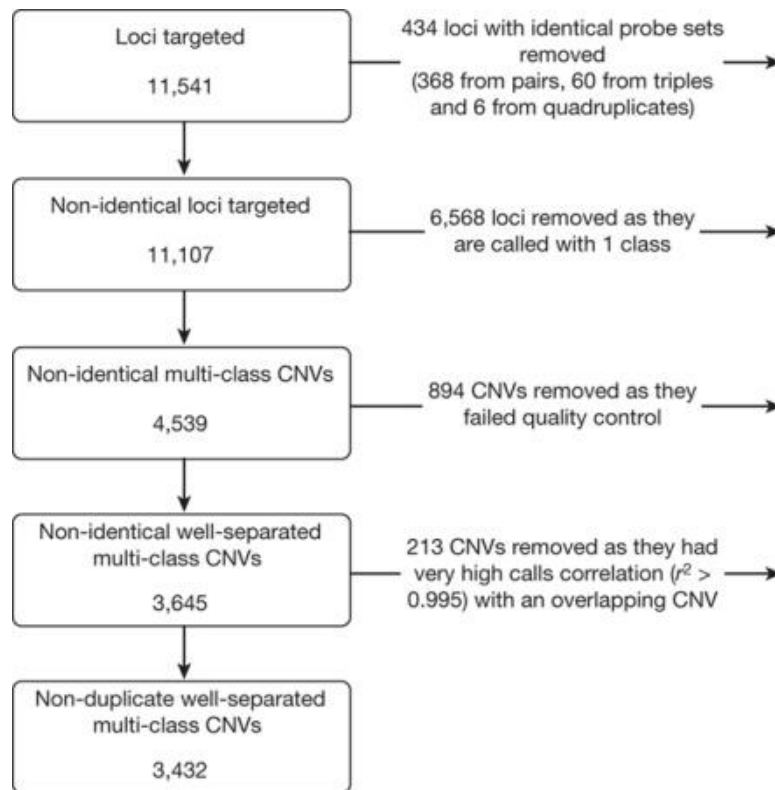 Loci targeted
11,541
434 loci with identical probe sets
removed
(368 from pairs, 60 from triples
and 6 from quadruplicates)
Non-identical loci targeted
11,107
6,568 loci removed as they
are called with 1 class
Non-identical multi-class CNVs
4,539
894 CNVs removed as they
failed quality control
Non-identical well-separated
multi-class CNVs
3,645
213 CNVs removed as they had
very high calls correlation (r² >
0.995) with an overlapping CNV
Non-duplicate well-separated
multi-class CNVs
3,432